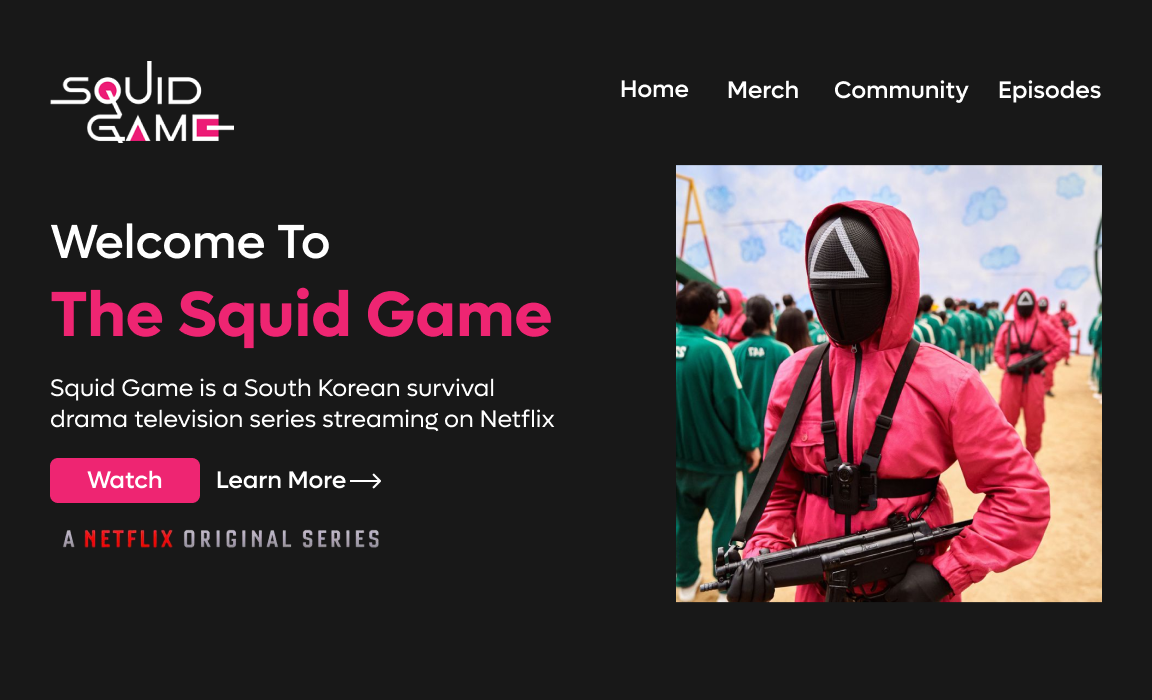 SQUID
GAME
Home Merch Community Episodes
Welcome To
The Squid Game
Squid Game is a South Korean survival
drama television series streaming on Netflix
Watch Learn More
A NETFLIX ORIGINAL SERIES